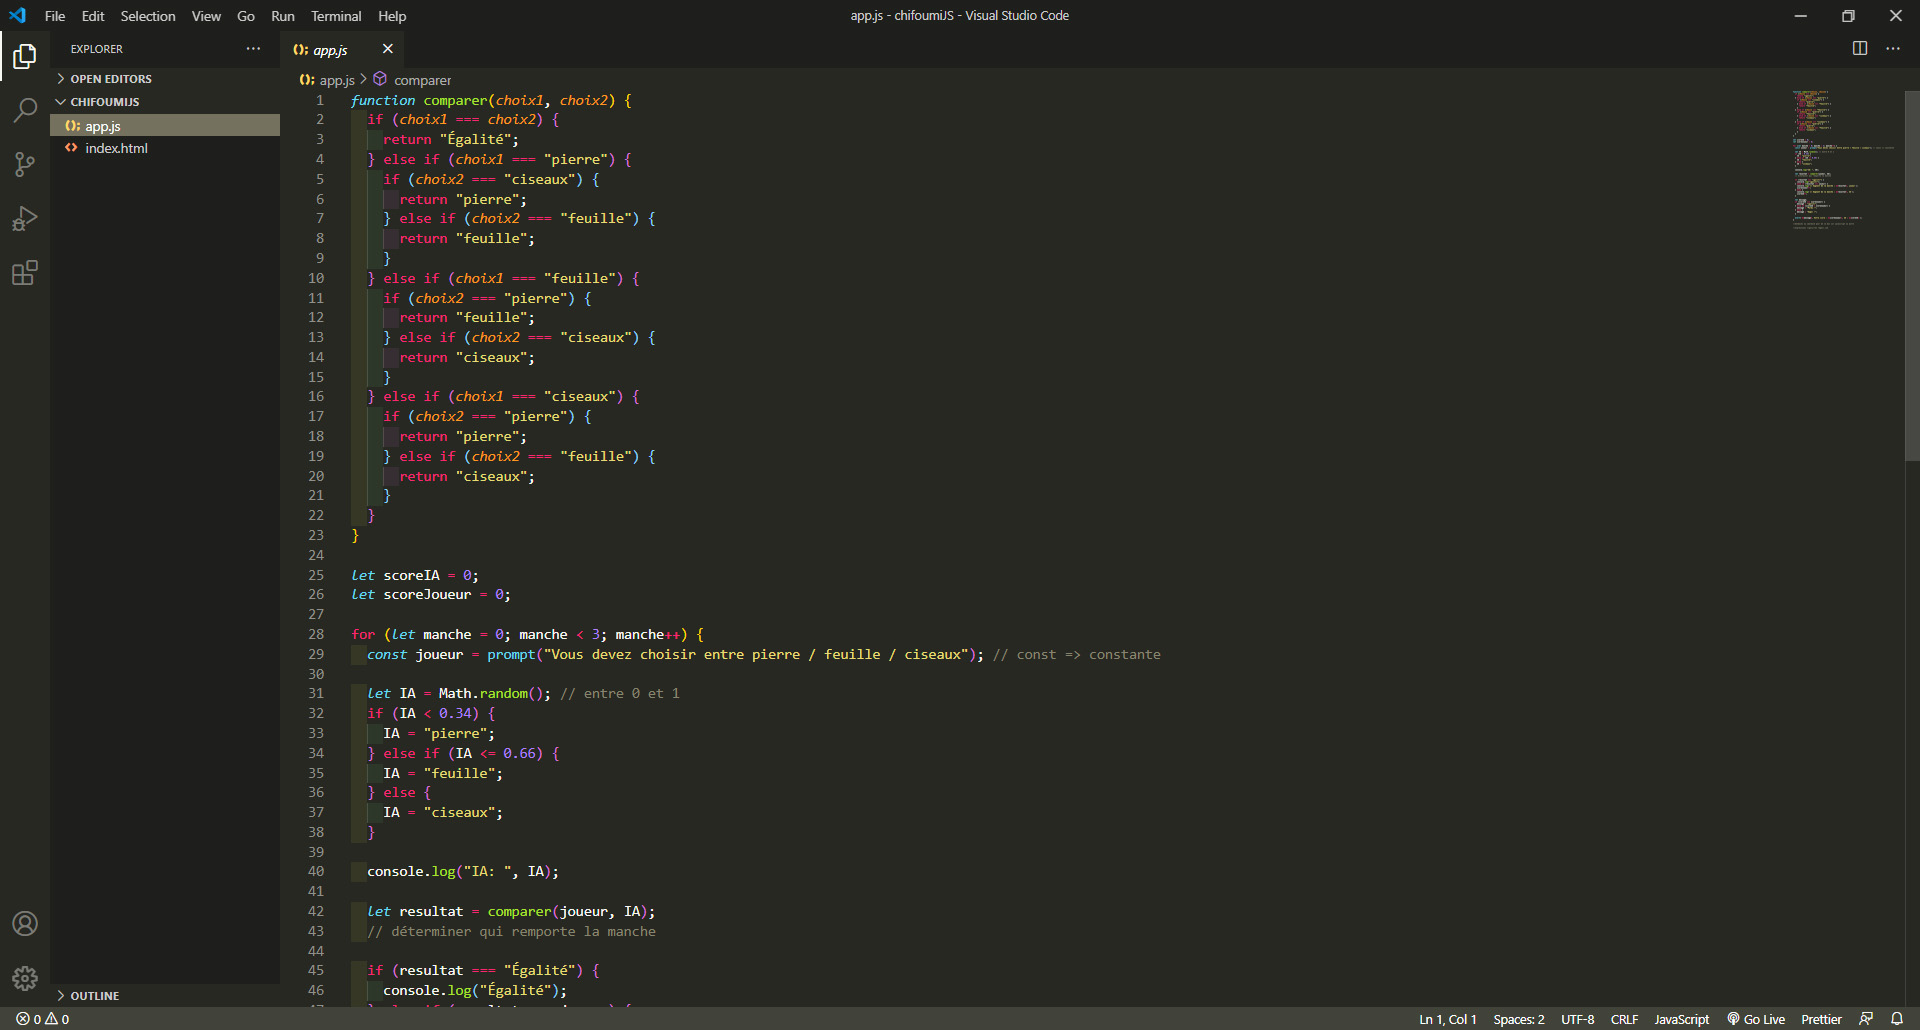 File Edit Selection View Go Run Terminal Help
app.js - chifoumiJS - Visual Studio Code
EXPLORER
OPEN EDITORS
CHIFOUMIJS
app.js
index.html
OUTLINE
app.js
app.js > comparer
1 function comparer(choix1, choix2) {
2 if (choix1 === choix2) {
3 return "Égalité";
4 } else if (choix1 === "pierre") {
5 if (choix2 === "ciseaux") {
6 return "pierre";
7 } else if (choix2 === "feuille") {
8 return "feuille";
9 }
10 } else if (choix1 === "feuille") {
11 if (choix2 === "pierre") {
12 return "feuille";
13 } else if (choix2 === "ciseaux") {
14 return "ciseaux";
15 }
16 } else if (choix1 === "ciseaux") {
17 if (choix2 === "pierre") {
18 return "pierre";
19 } else if (choix2 === "feuille") {
20 return "ciseaux";
21 }
22 }
23 }
24
25 let scoreIA = 0;
26 let scoreJoueur = 0;
27
28 for (let manche = 0; manche < 3; manche++) {
29 const joueur = prompt("Vous devez choisir entre pierre / feuille / ciseaux"); // const => constante
30
31 let IA = Math.random(); // entre 0 et 1
32 if (IA < 0.34) {
33 IA = "pierre";
34 } else if (IA <= 0.66) {
35 IA = "feuille";
36 } else {
37 IA = "ciseaux";
38 }
39
40 console.log("IA: ", IA);
41
42 let resultat = comparer(joueur, IA);
43 // déterminer qui remporte la manche
44
45 if (resultat === "Égalité") {
46 console.log("Égalité");
0 0
Ln 1, Col 1 Spaces: 2 UTF-8 CRLF JavaScript Go Live Prettier